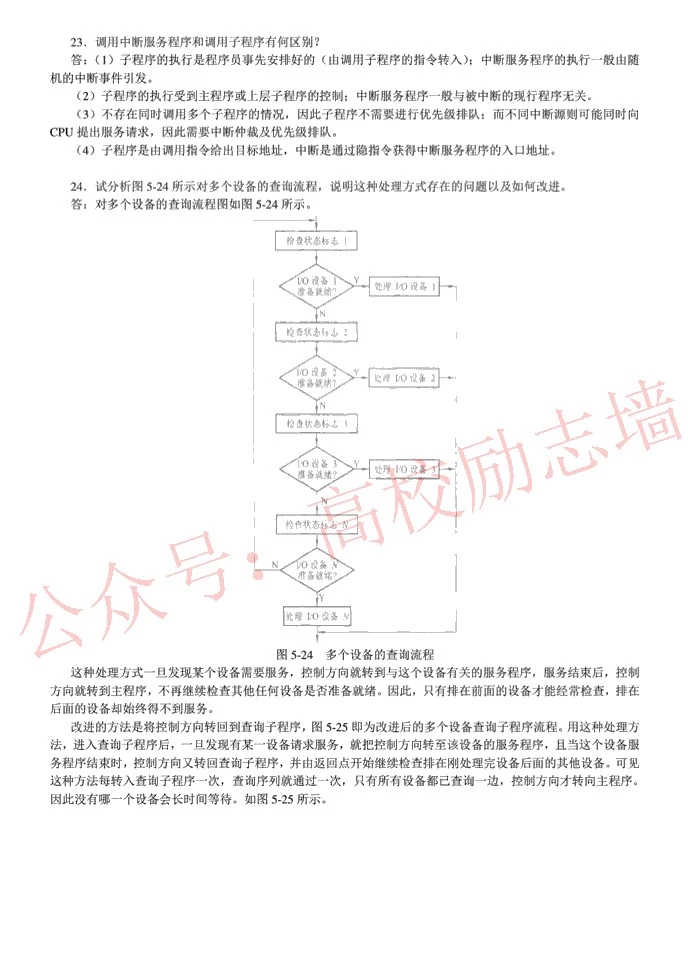 23．调用中断服务程序和调用子程序有何区别？
答：（1）子程序的执行是程序员事先安排好的（由调用子程序的指令转入）；中断服务程序的执行一般由随
机的中断事件引发。
（2）子程序的执行受到主程序或上层子程序的控制；中断服务程序一般与被中断的现行程序无关。
（3）不存在同时调用多个子程序的情况，因此子程序不需要进行优先级排队；而不同中断源则可能同时向
CPU 提出服务请求，因此需要中断仲裁及优先级排队。
（4）子程序是由调用指令给出目标地址，中断是通过隐指令获得中断服务程序的入口地址。
24．试分析图 5-24 所示对多个设备的查询流程，说明这种处理方式存在的问题以及如何改进。
答：对多个设备的查询流程图如图 5-24 所示。
检查状态标志 1
I/O 设备 1
准备就绪?
Y
处理 I/O 设备 1
N
检查状态标志 2
I/O 设备 2
准备就绪?
Y
处理 I/O 设备 2
N
检查状态标志
I/O 设备 3
准备就绪?
Y
处理 I/O 设备 3
N
检查状态标志 N
I/O 设备 N
准备就绪?
N
Y
处理 I/O 设备 N
图 5-24 多个设备的查询流程
这种处理方式一旦发现某个设备需要服务，控制方向就转到与这个设备有关的服务程序，服务结束后，控制
方向就转到主程序，不再继续检查其他任何设备是否准备就绪。因此，只有排在前面的设备才能经常检查，排在
后面的设备却始终得不到服务。
改进的方法是将控制方向转回到查询子程序，图 5-25 即为改进后的多个设备查询子程序流程。用这种处理方
法，进入查询子程序后，一旦发现有某一设备请求服务，就把控制方向转至该设备的服务程序，且当这个设备服
务程序结束时，控制方向又转回查询子程序，并由返回点开始继续检查排在刚处理完设备后面的其他设备。可见
这种方法每转入查询子程序一次，查询序列就通过一次，只有所有设备都已查询一边，控制方向才转向主程序。
因此没有哪一个设备会长时间等待。如图 5-25 所示。
公众号：高校励志墙